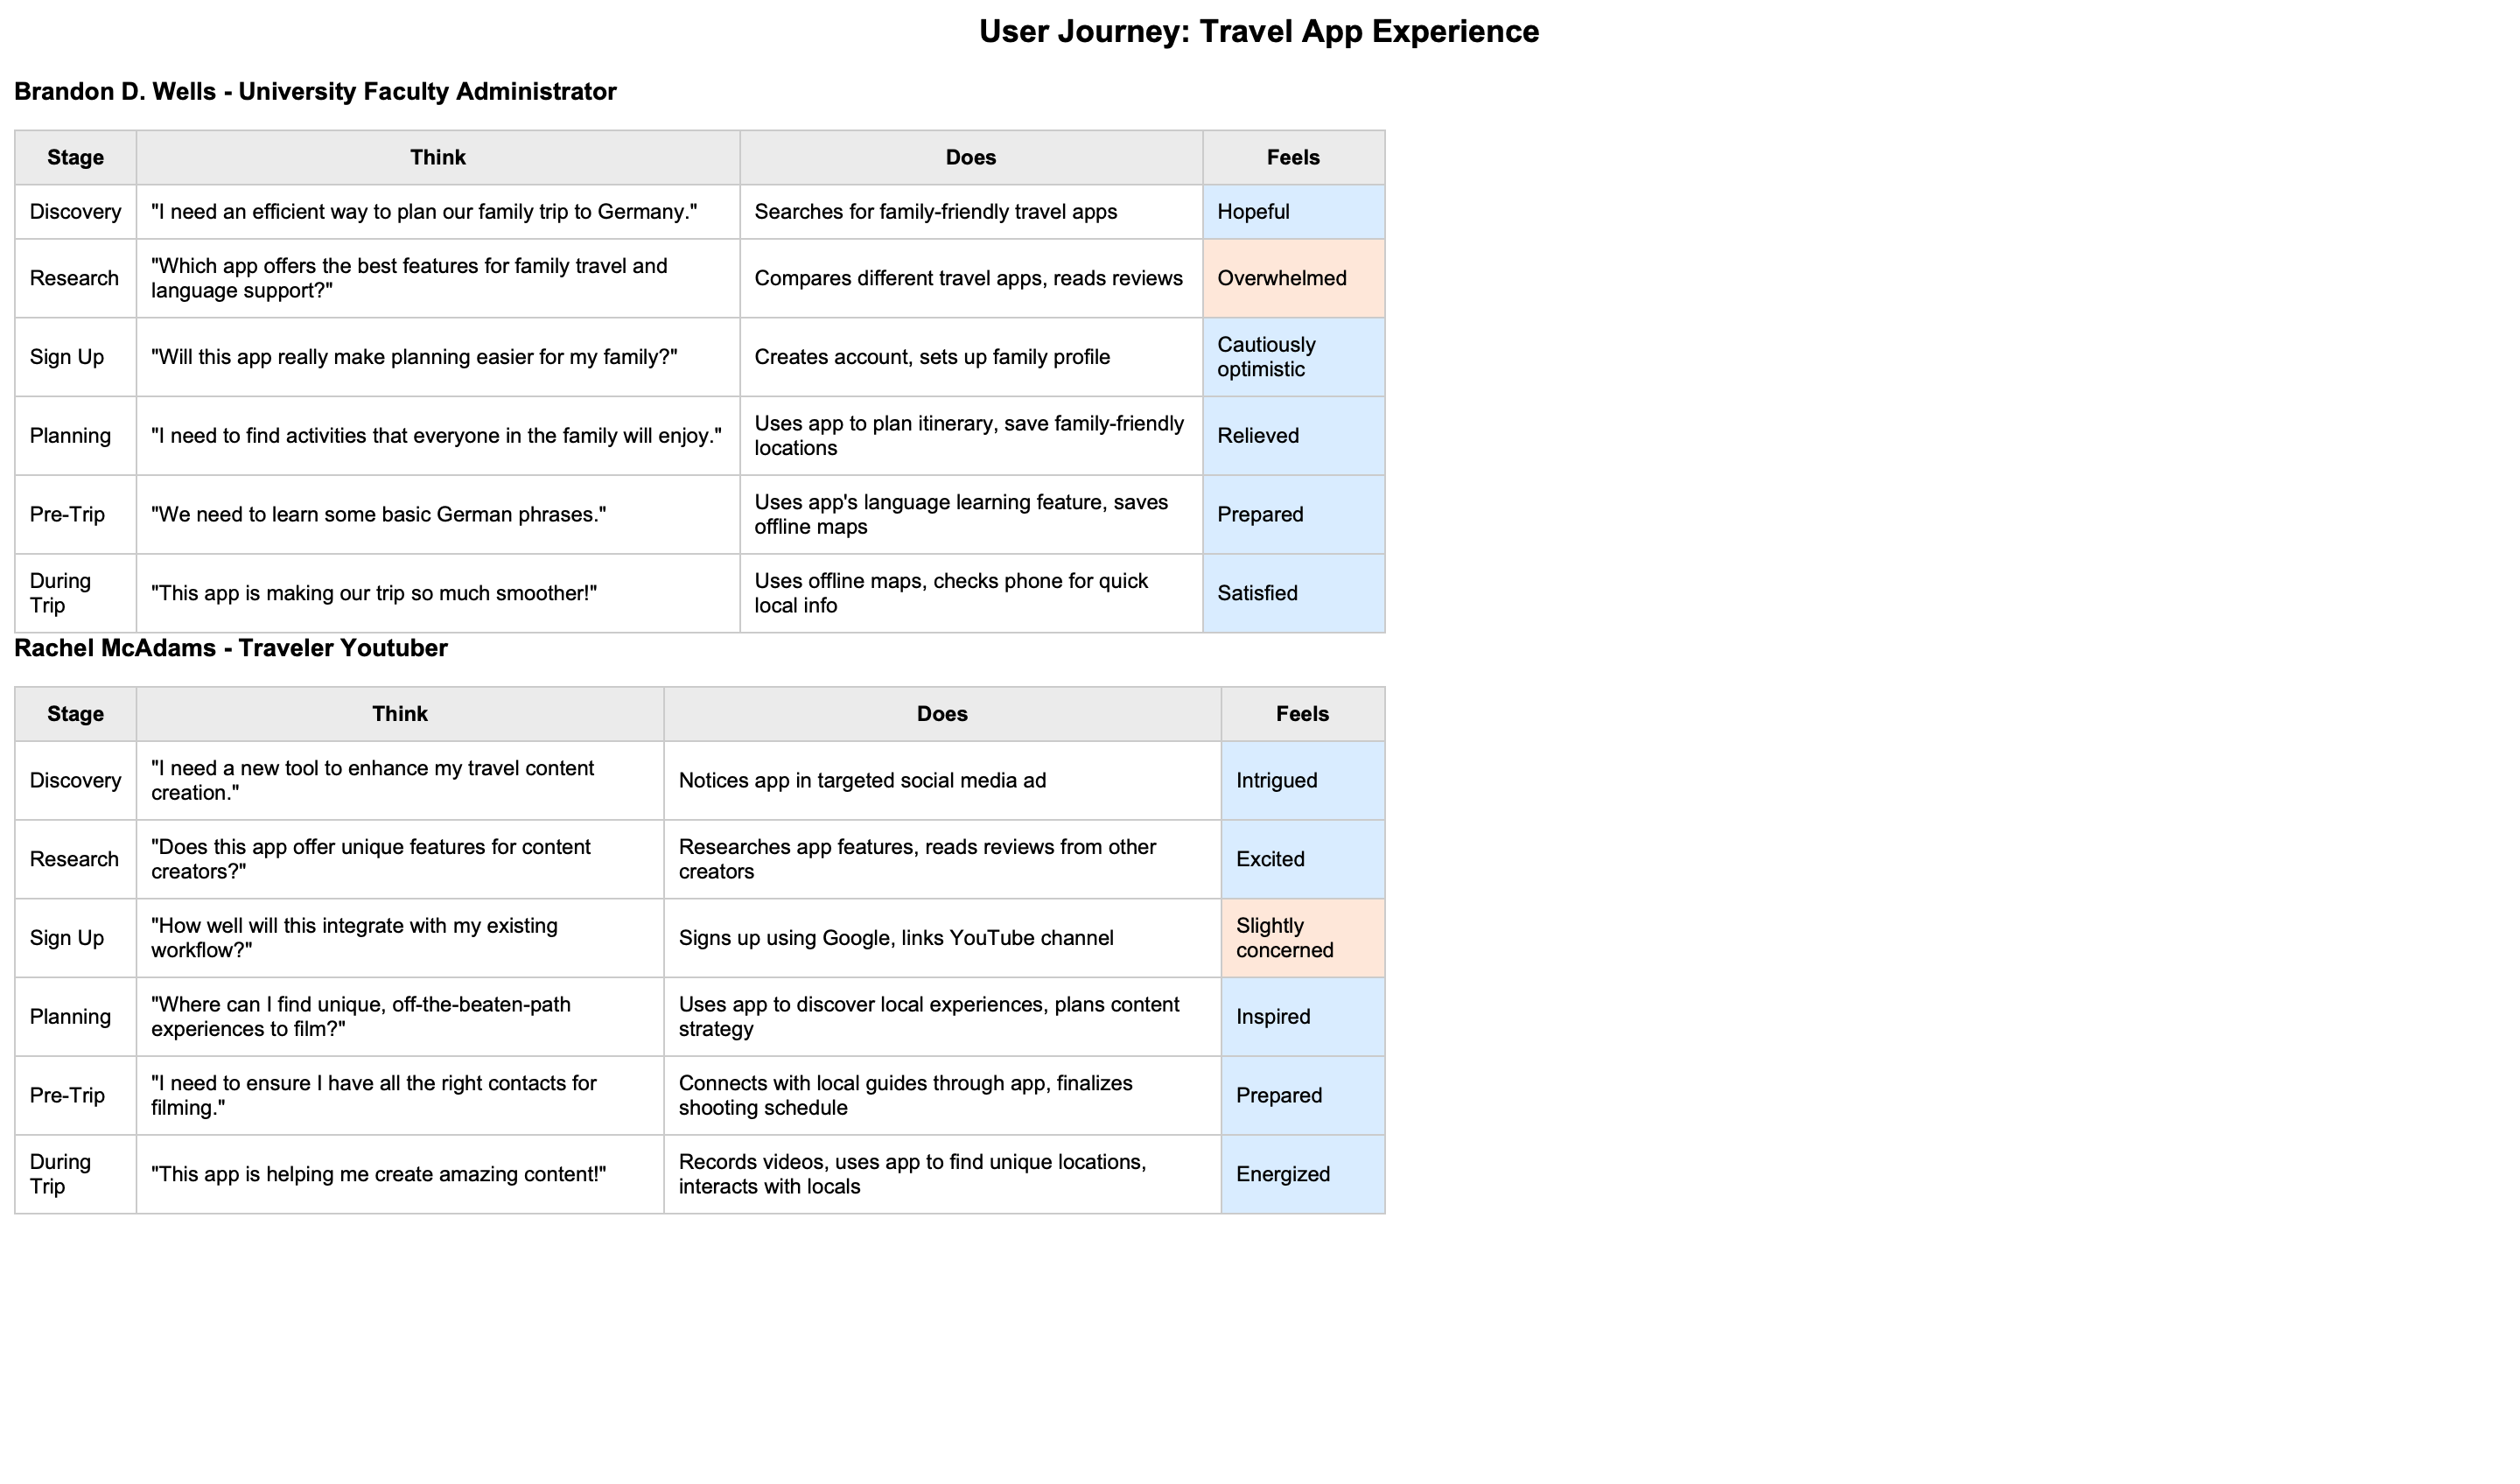 User Journey: Travel App Experience
Brandon D. Wells - University Faculty Administrator
Stage Think Does Feels
Discovery "I need an efficient way to plan our family trip to Germany." Searches for family-friendly travel apps Hopeful
Research "Which app offers the best features for family travel and
language support?" Compares different travel apps, reads reviews Overwhelmed
Sign Up "Will this app really make planning easier for my family?" Creates account, sets up family profile Cautiously
optimistic
Planning "I need to find activities that everyone in the family will enjoy." Uses app to plan itinerary, save family-friendly
locations Relieved
Pre-Trip "We need to learn some basic German phrases." Uses app's language learning feature, saves
offline maps Prepared
During
Trip "This app is making our trip so much smoother!" Uses offline maps, checks phone for quick
local info Satisfied
Rachel McAdams - Traveler Youtuber
Stage Think Does Feels
Discovery "I need a new tool to enhance my travel content
creation." Notices app in targeted social media ad Intrigued
Research "Does this app offer unique features for content
creators?" Researches app features, reads reviews from other
creators Excited
Sign Up "How well will this integrate with my existing
workflow?" Signs up using Google, links YouTube channel Slightly
concerned
Planning "Where can I find unique, off-the-beaten-path
experiences to film?" Uses app to discover local experiences, plans content
strategy Inspired
Pre-Trip "I need to ensure I have all the right contacts for
filming." Connects with local guides through app, finalizes
shooting schedule Prepared
During
Trip "This app is helping me create amazing content!" Records videos, uses app to find unique locations,
interacts with locals Energized